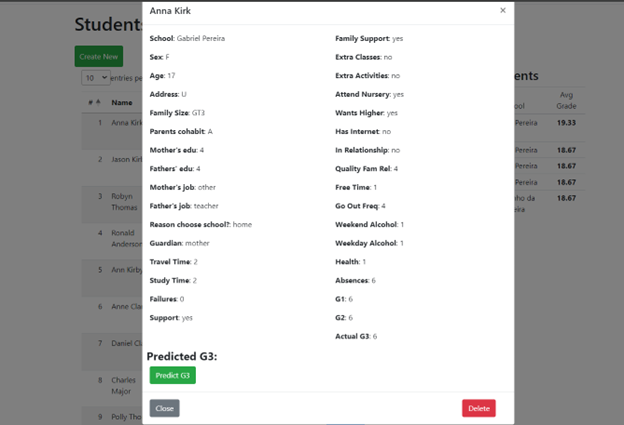 Anna Kirk ×
School: Gabriel Pereira
Sex: F
Age: 17
Address: U
Family Size: GT3
Parents cohabit: A
Mother's edu: 4
Fathers' edu: 4
Mother's job: other
Father's job: teacher
Reason choose school?: home
Guardian: mother
Travel Time: 2
Study Time: 2
Failures: 0
Support: yes
Family Support: yes
Extra Classes: no
Extra Activities: no
Attend Nursery: yes
Wants Higher: yes
Has Internet: no
In Relationship: no
Quality Fam Rel: 4
Free Time: 1
Go Out Freq: 4
Weekend Alcohol: 1
Weekday Alcohol: 1
Health: 1
Absences: 6
G1: 6
G2: 6
Actual G3: 6
Predicted G3:
Predict G3
Close
Delete
Students
Create New
10 entries pe
# Name
1 Anna Kirk
2 Jason Kir
3 Robyn
Thomas
4 Ronald
Anderson
5 Ann Kirby
6 Anne Cla
7 Daniel Cl
8 Charles
Major
9 Polly Tho
ents
ool
Avg
Grade
Pereira 19.33
Pereira 18.67
Pereira 18.67
Pereira 18.67
nho da 18.67
eira